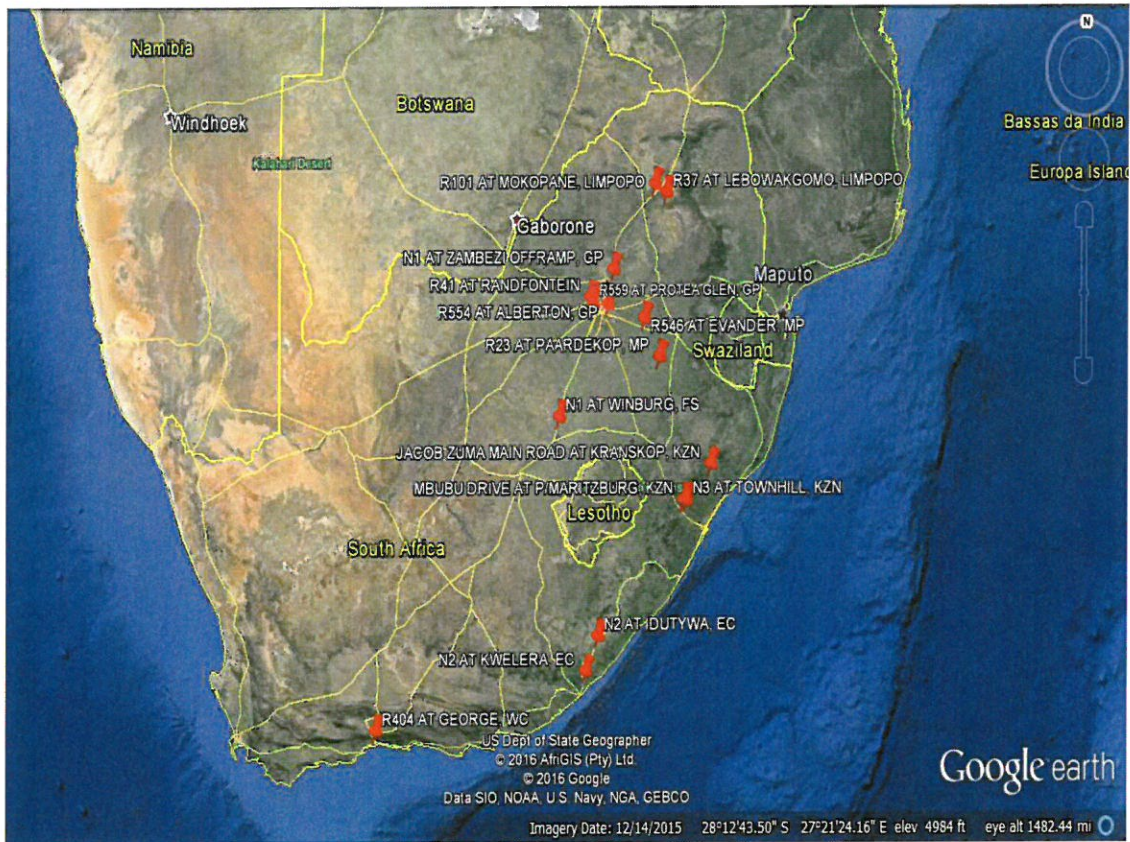 N
Namibia
Botswana
Windhoek
Bassas da India
Kalahari Desert
Europa Island
R101 AT MOKOPANE, LIMPOPO
R37 AT LEBOWAKGOMO, LIMPOPO
Gaborone
N1 AT ZAMBEZI OFFRAMP, GP
Maputo
R41 AT RANDFONTEIN
R559 AT PROTEA GLEN, GP
R554 AT ALBERTON, GP
R546 AT EVANDER, MP
R23 AT PAARDEKOP, MP
Swaziland
N1 AT WINBURG, FS
JACOB ZUMA MAIN ROAD AT KRANSKOP, KZN
MBUBU DRIVE AT P/MARITZBURG, KZN
N3 AT TOWNHILL, KZN
Lesotho
South Africa
N2 AT IDUTYWA, EC
N2 AT KWELERA, EC
R404 AT GEORGE, WC
US Dept of State Geographer
© 2016 AfriGIS (Pty) Ltd.
© 2016 Google
Data SIO, NOAA, U.S. Navy, NGA, GEBCO
Google earth
Imagery Date: 12/14/2015 28°12'43.50" S 27°21'24.16" E elev 4984 ft eye alt 1482.44 mi